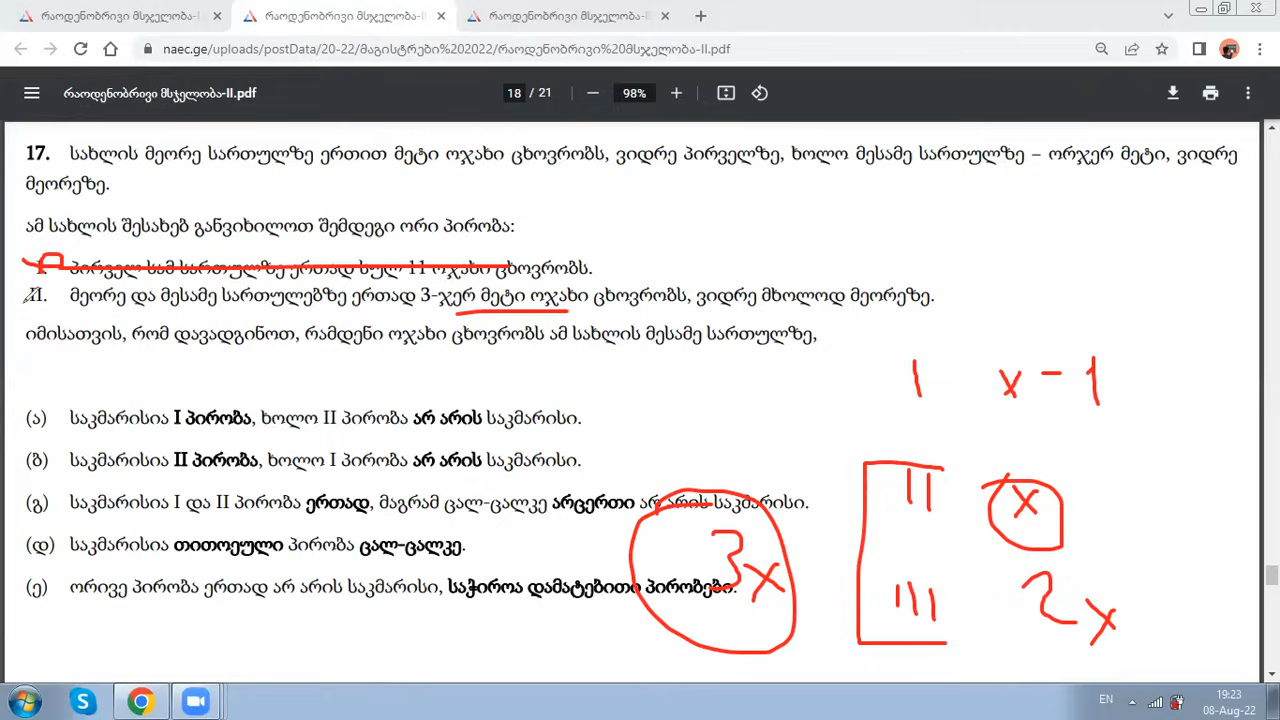 რაოდენობრივი მსჯელობა-
რაოდენობრივი მსჯელობა-II.p
რაოდენობრივი მსჯელობა-II.p
naec.ge/uploads/postData/20-22/მაგისტრები%202022/რაოდენობრივი%20მსჯელობა-II.pdf
რაოდენობრივი მსჯელობა-II.pdf
18 / 21
98%
17. სახლის მეორე სართულზე ერთით მეტი ოჯახი ცხოვრობს, ვიდრე პირველზე, ხოლო მესამე სართულზე – ორჯერ მეტი, ვიდრე
მეორეზე.
ამ სახლის შესახებ განვიხილოთ შემდეგი ორი პირობა:
I. პირველ სამ სართულზე ერთად სულ 11 ოჯახი ცხოვრობს.
II. მეორე და მესამე სართულებზე ერთად 3-ჯერ მეტი ოჯახი ცხოვრობს, ვიდრე მხოლოდ მეორეზე.
იმისათვის, რომ დავადგინოთ, რამდენი ოჯახი ცხოვრობს ამ სახლის მესამე სართულზე,
I x - 1
(ა) საკმარისია I პირობა, ხოლო II პირობა არ არის საკმარისი.
(ბ) საკმარისია II პირობა, ხოლო I პირობა არ არის საკმარისი.
II x
(გ) საკმარისია I და II პირობა ერთად, მაგრამ ცალ-ცალკე არცერთი არ არის საკმარისი.
(დ) საკმარისია თითოეული პირობა ცალ-ცალკე.
3x
(ე) ორივე პირობა ერთად არ არის საკმარისი, საჭიროა დამატებითი პირობები.
III 2x
EN
19:23
08-Aug-22